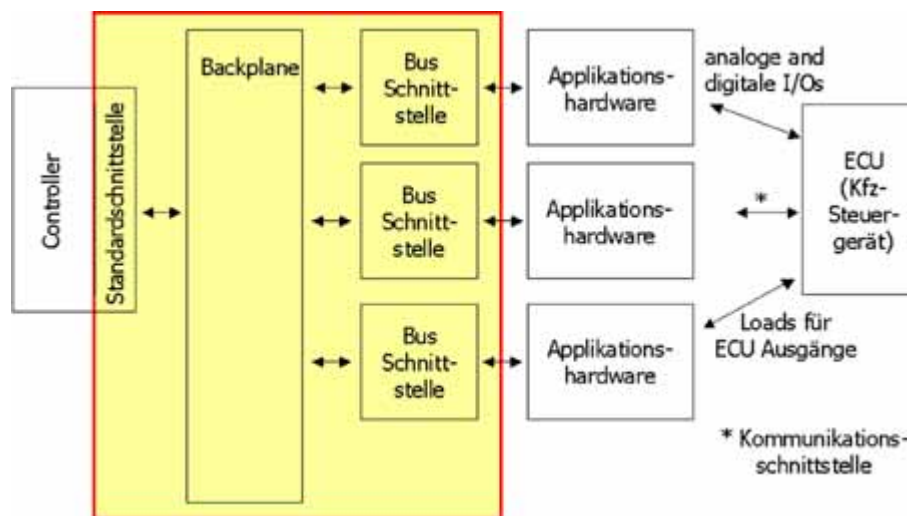 Controller
Standardschnittstelle
Backplane
Bus
Schnitt-
stelle
Bus
Schnitt-
stelle
Bus
Schnitt-
stelle
Applikations-
hardware
Applikations-
hardware
Applikations-
hardware
analoge and
digitale I/Os
*
Loads für
ECU Ausgänge
ECU
(Kfz-
Steuer-
gerät)
* Kommunikations-
schnittstelle